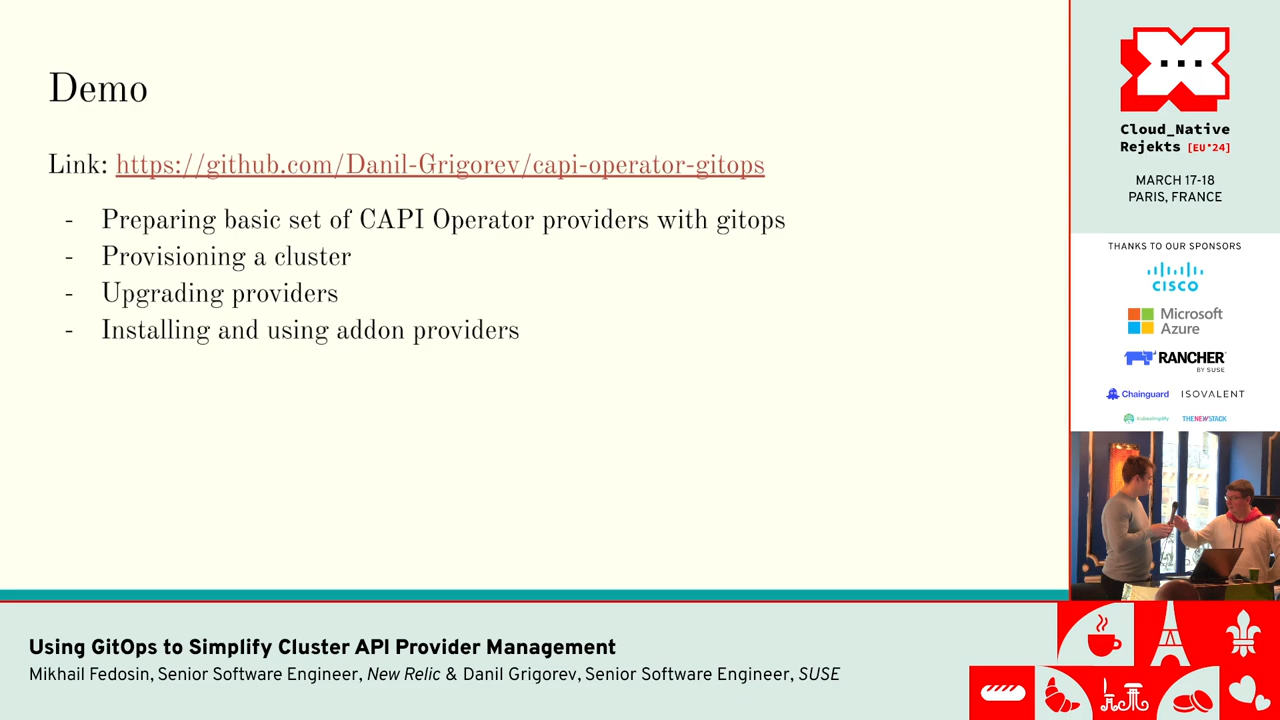 Demo
Link: https://github.com/Danil-Grigorev/capi-operator-gitops
- Preparing basic set of CAPI Operator providers with gitops
- Provisioning a cluster
- Upgrading providers
- Installing and using addon providers
Cloud_Native
Rejekts [EU'24]
MARCH 17-18
PARIS, FRANCE
THANKS TO OUR SPONSORS
CISCO
Microsoft
Azure
RANCHER
BY SUSE
Chainguard ISOVALENT
kubesimplify THENEWSTACK
Using GitOps to Simplify Cluster API Provider Management
Mikhail Fedosin, Senior Software Engineer, New Relic & Danil Grigorev, Senior Software Engineer, SUSE